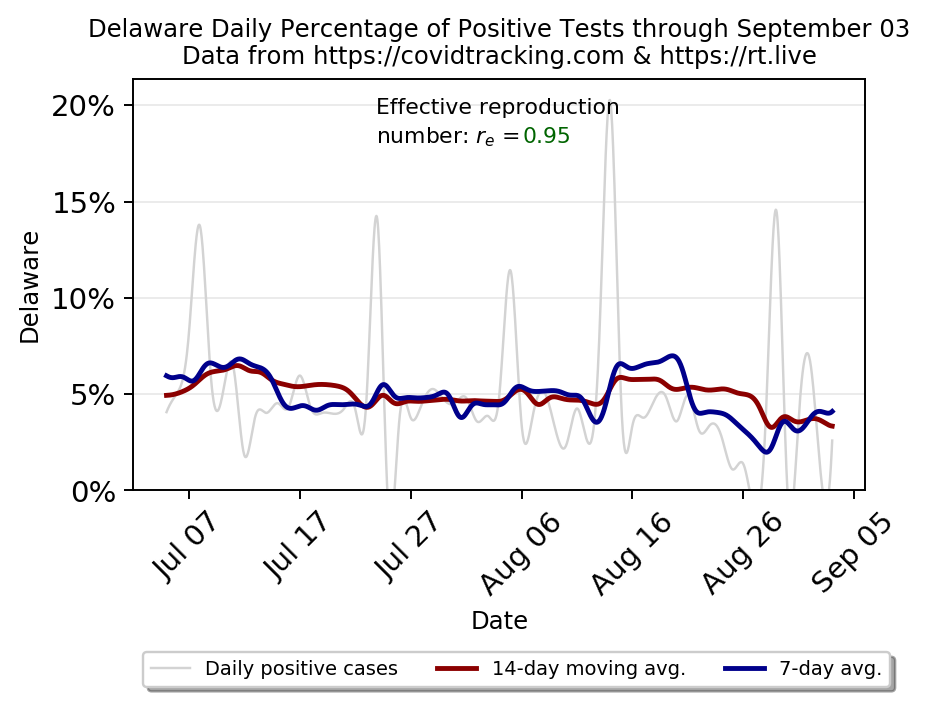 Delaware Daily Percentage of Positive Tests through September 03
Data from https://covidtracking.com & https://rt.live
Effective reproduction
number: rₑ = 0.95
20%
15%
10%
5%
0%
Delaware
Jul 07
Jul 17
Jul 27
Aug 06
Aug 16
Aug 26
Sep 05
Date
Daily positive cases
14-day moving avg.
7-day avg.